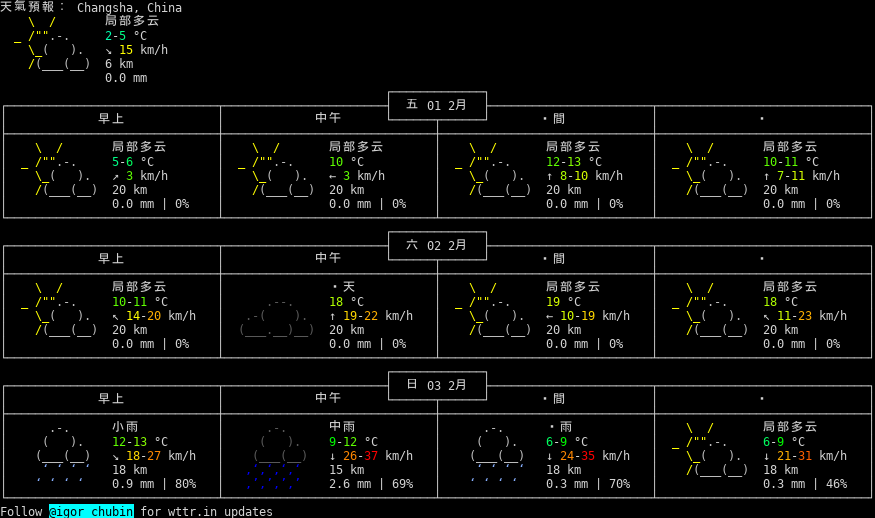 天氣預報： Changsha, China
局部多云
2-5 °C
↘ 15 km/h
6 km
0.0 mm
五 01 2月
早上 中午 ・間 ・
局部多云 局部多云 局部多云 局部多云
5-6 °C 10 °C 12-13 °C 10-11 °C
↗ 3 km/h ← 3 km/h ↑ 8-10 km/h ↑ 7-11 km/h
20 km 20 km 20 km 20 km
0.0 mm | 0% 0.0 mm | 0% 0.0 mm | 0% 0.0 mm | 0%
六 02 2月
早上 中午 ・間 ・
局部多云 ・天 局部多云 局部多云
10-11 °C 18 °C 19 °C 18 °C
↖ 14-20 km/h ↑ 19-22 km/h ← 10-19 km/h ↖ 11-23 km/h
20 km 20 km 20 km 20 km
0.0 mm | 0% 0.0 mm | 0% 0.0 mm | 0% 0.0 mm | 0%
日 03 2月
早上 中午 ・間 ・
小雨 中雨 ・雨 局部多云
12-13 °C 9-12 °C 6-9 °C 6-9 °C
↘ 18-27 km/h ↓ 26-37 km/h ↓ 24-35 km/h ↓ 21-31 km/h
18 km 15 km 18 km 18 km
0.9 mm | 80% 2.6 mm | 69% 0.3 mm | 70% 0.3 mm | 46%
Follow @igor_chubin for wttr.in updates